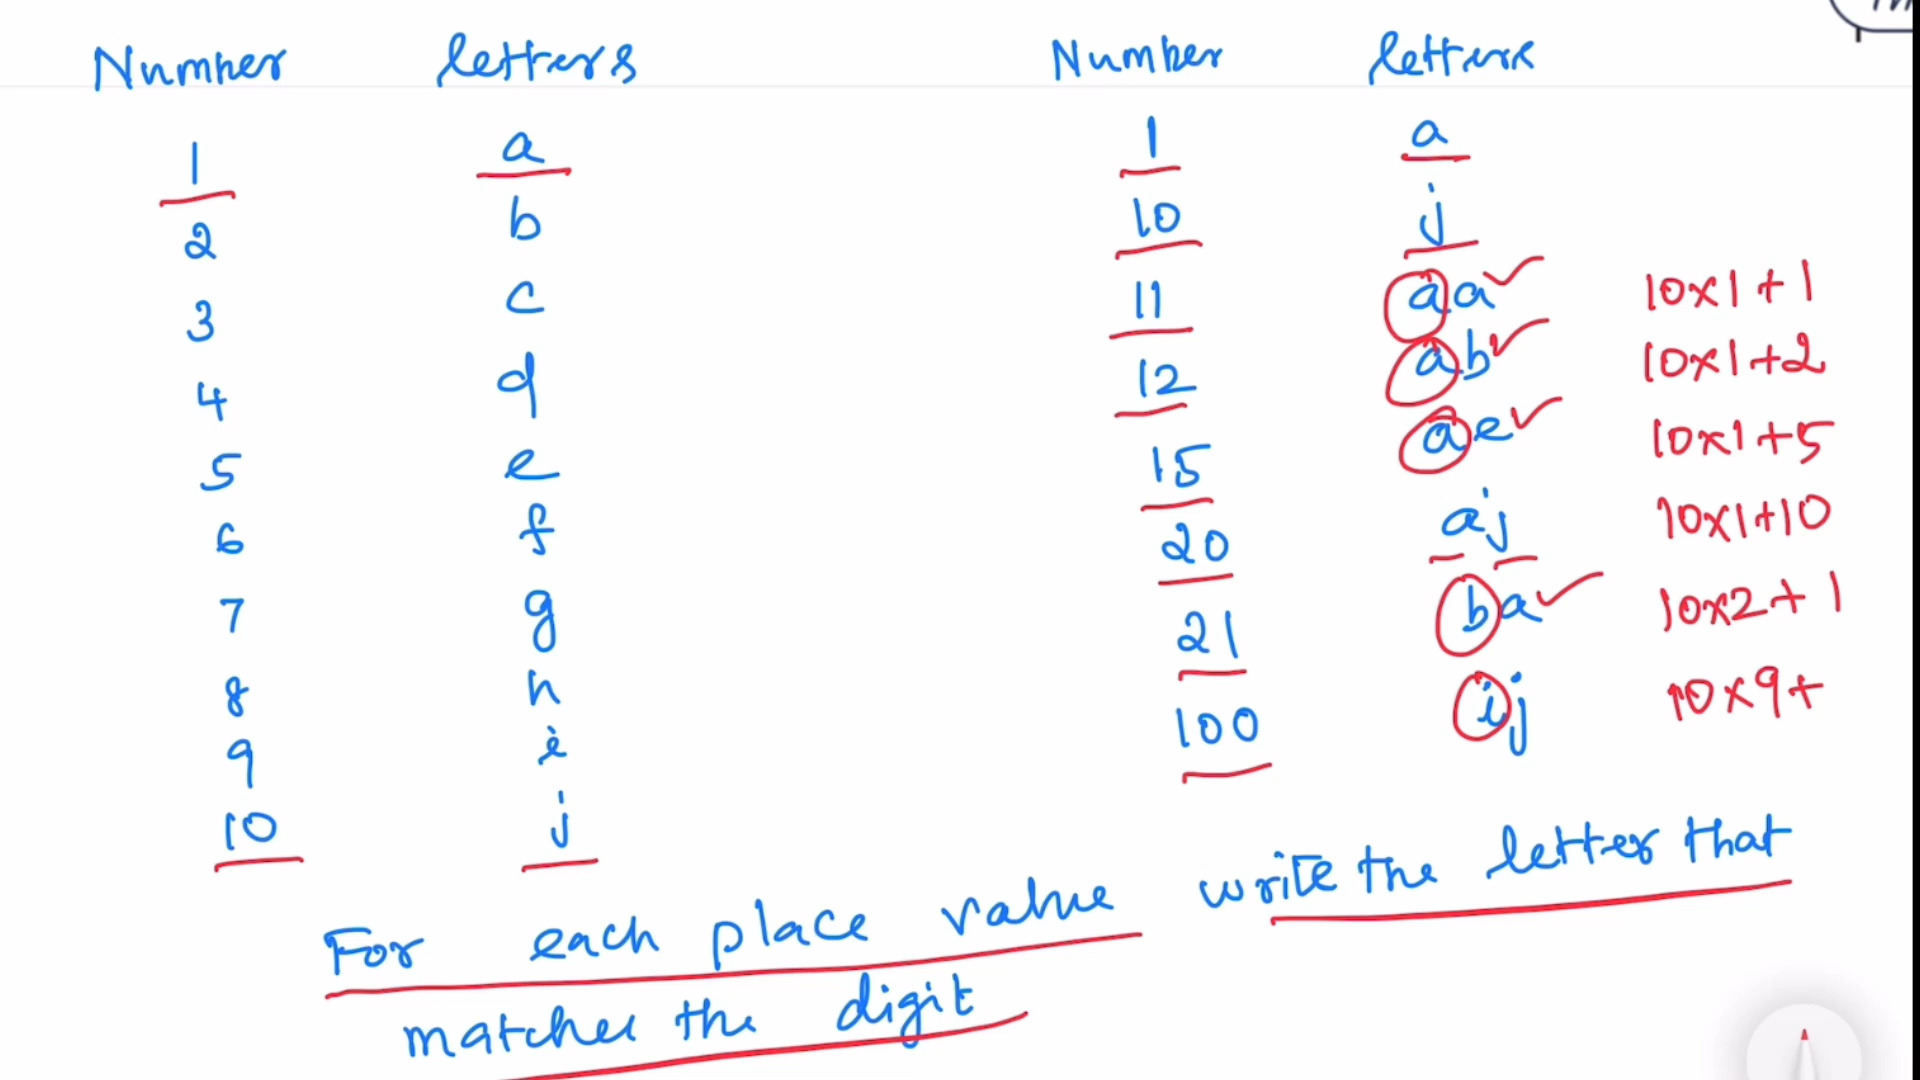 Number letters Number letters
1 a 1 a
2 b 10 j
3 c 11 aa 10x1+1
4 d 12 ab 10x1+2
5 e 15 ae 10x1+5
6 f 20 aj 10x1+10
7 g 21 ba 10x2+1
8 h 100 ij 10x9+
9 i
10 j
For each place value write the letter that
matches the digit